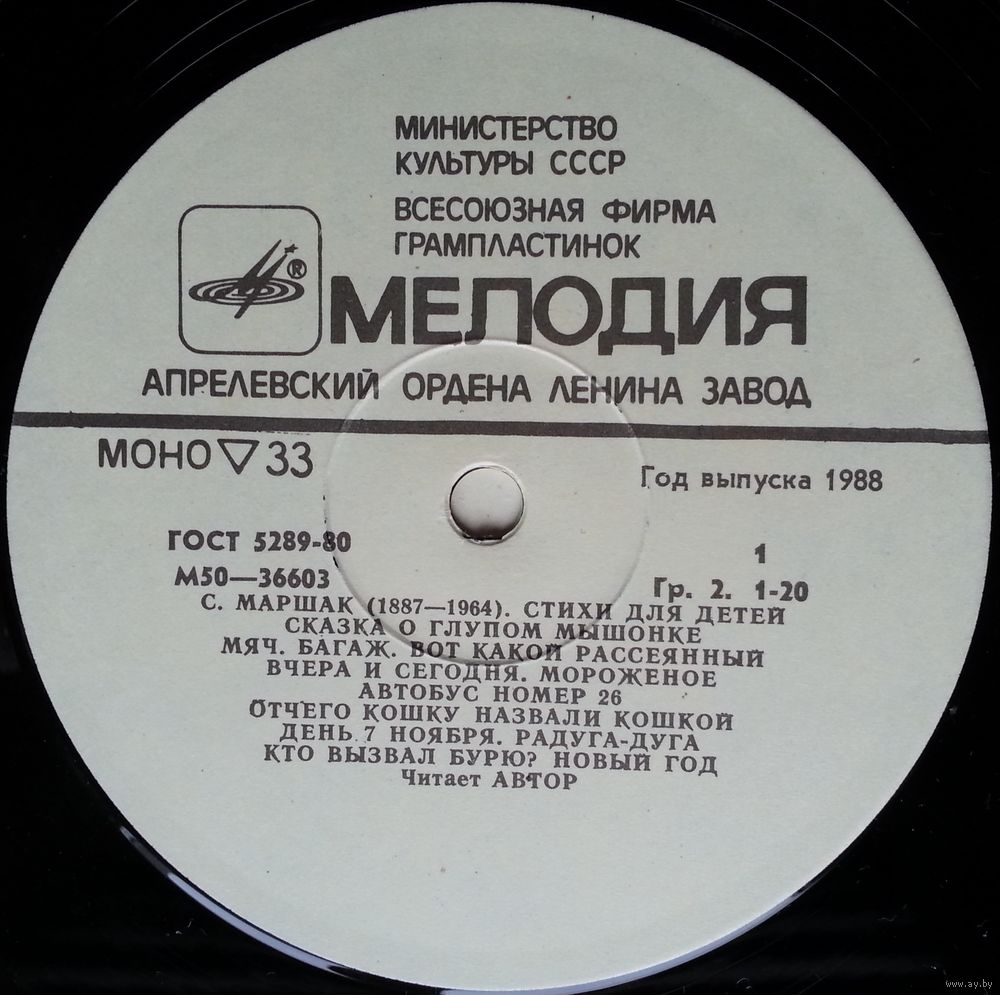 МИНИСТЕРСТВО
КУЛЬТУРЫ СССР
ВСЕСОЮЗНАЯ ФИРМА
ГРАМПЛАСТИНОК
®
МЕЛОДИЯ
АПРЕЛЕВСКИЙ ОРДЕНА ЛЕНИНА ЗАВОД
МОНО ▽ 33
Год выпуска 1988
ГОСТ 5289-80
1
М50—36603
Гр. 2. 1-20
С. МАРШАК (1887—1964). СТИХИ ДЛЯ ДЕТЕЙ
СКАЗКА О ГЛУПОМ МЫШОНКЕ
МЯЧ. БАГАЖ. ВОТ КАКОЙ РАССЕЯННЫЙ
ВЧЕРА И СЕГОДНЯ. МОРОЖЕНОЕ
АВТОБУС НОМЕР 26
ОТЧЕГО КОШКУ НАЗВАЛИ КОШКОЙ
ДЕНЬ 7 НОЯБРЯ. РАДУГА-ДУГА
КТО ВЫЗВАЛ БУРЮ? НОВЫЙ ГОД
Читает АВТОР
www.ay.by